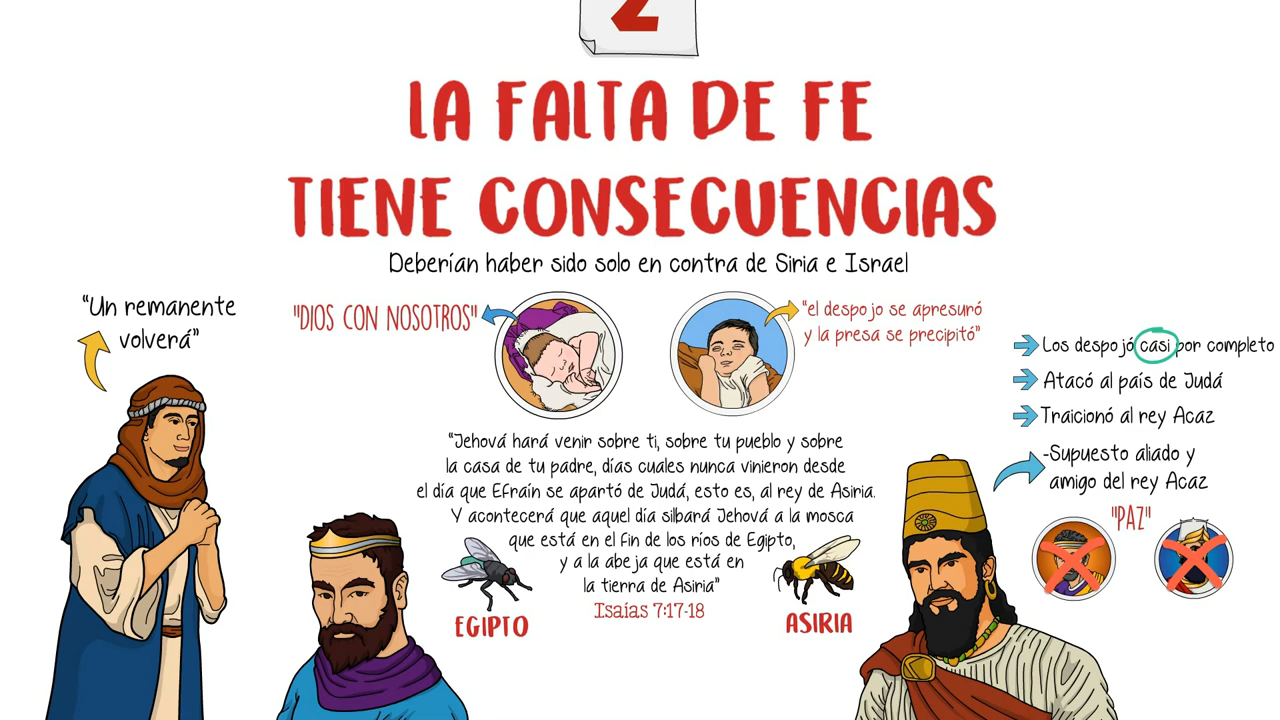 2
LA FALTA DE FE
TIENE CONSECUENCIAS
Deberían haber sido solo en contra de Siria e Israel
"Un remanente
volverá"
"DIOS CON NOSOTROS"
"el despojo se apresuró
y la presa se precipitó"
Los despojó casi por completo
Atacó al país de Judá
Traicionó al rey Acaz
-Supuesto aliado y
amigo del rey Acaz
"PAZ"
"Jehová hará venir sobre ti, sobre tu pueblo y sobre
la casa de tu padre, días cuales nunca vinieron desde
el día que Efraín se apartó de Judá, esto es, al rey de Asiria.
Y acontecerá que aquel día silbará Jehová a la mosca
que está en el fin de los ríos de Egipto,
y a la abeja que está en
la tierra de Asiria"
Isaías 7:17-18
EGIPTO
ASIRIA